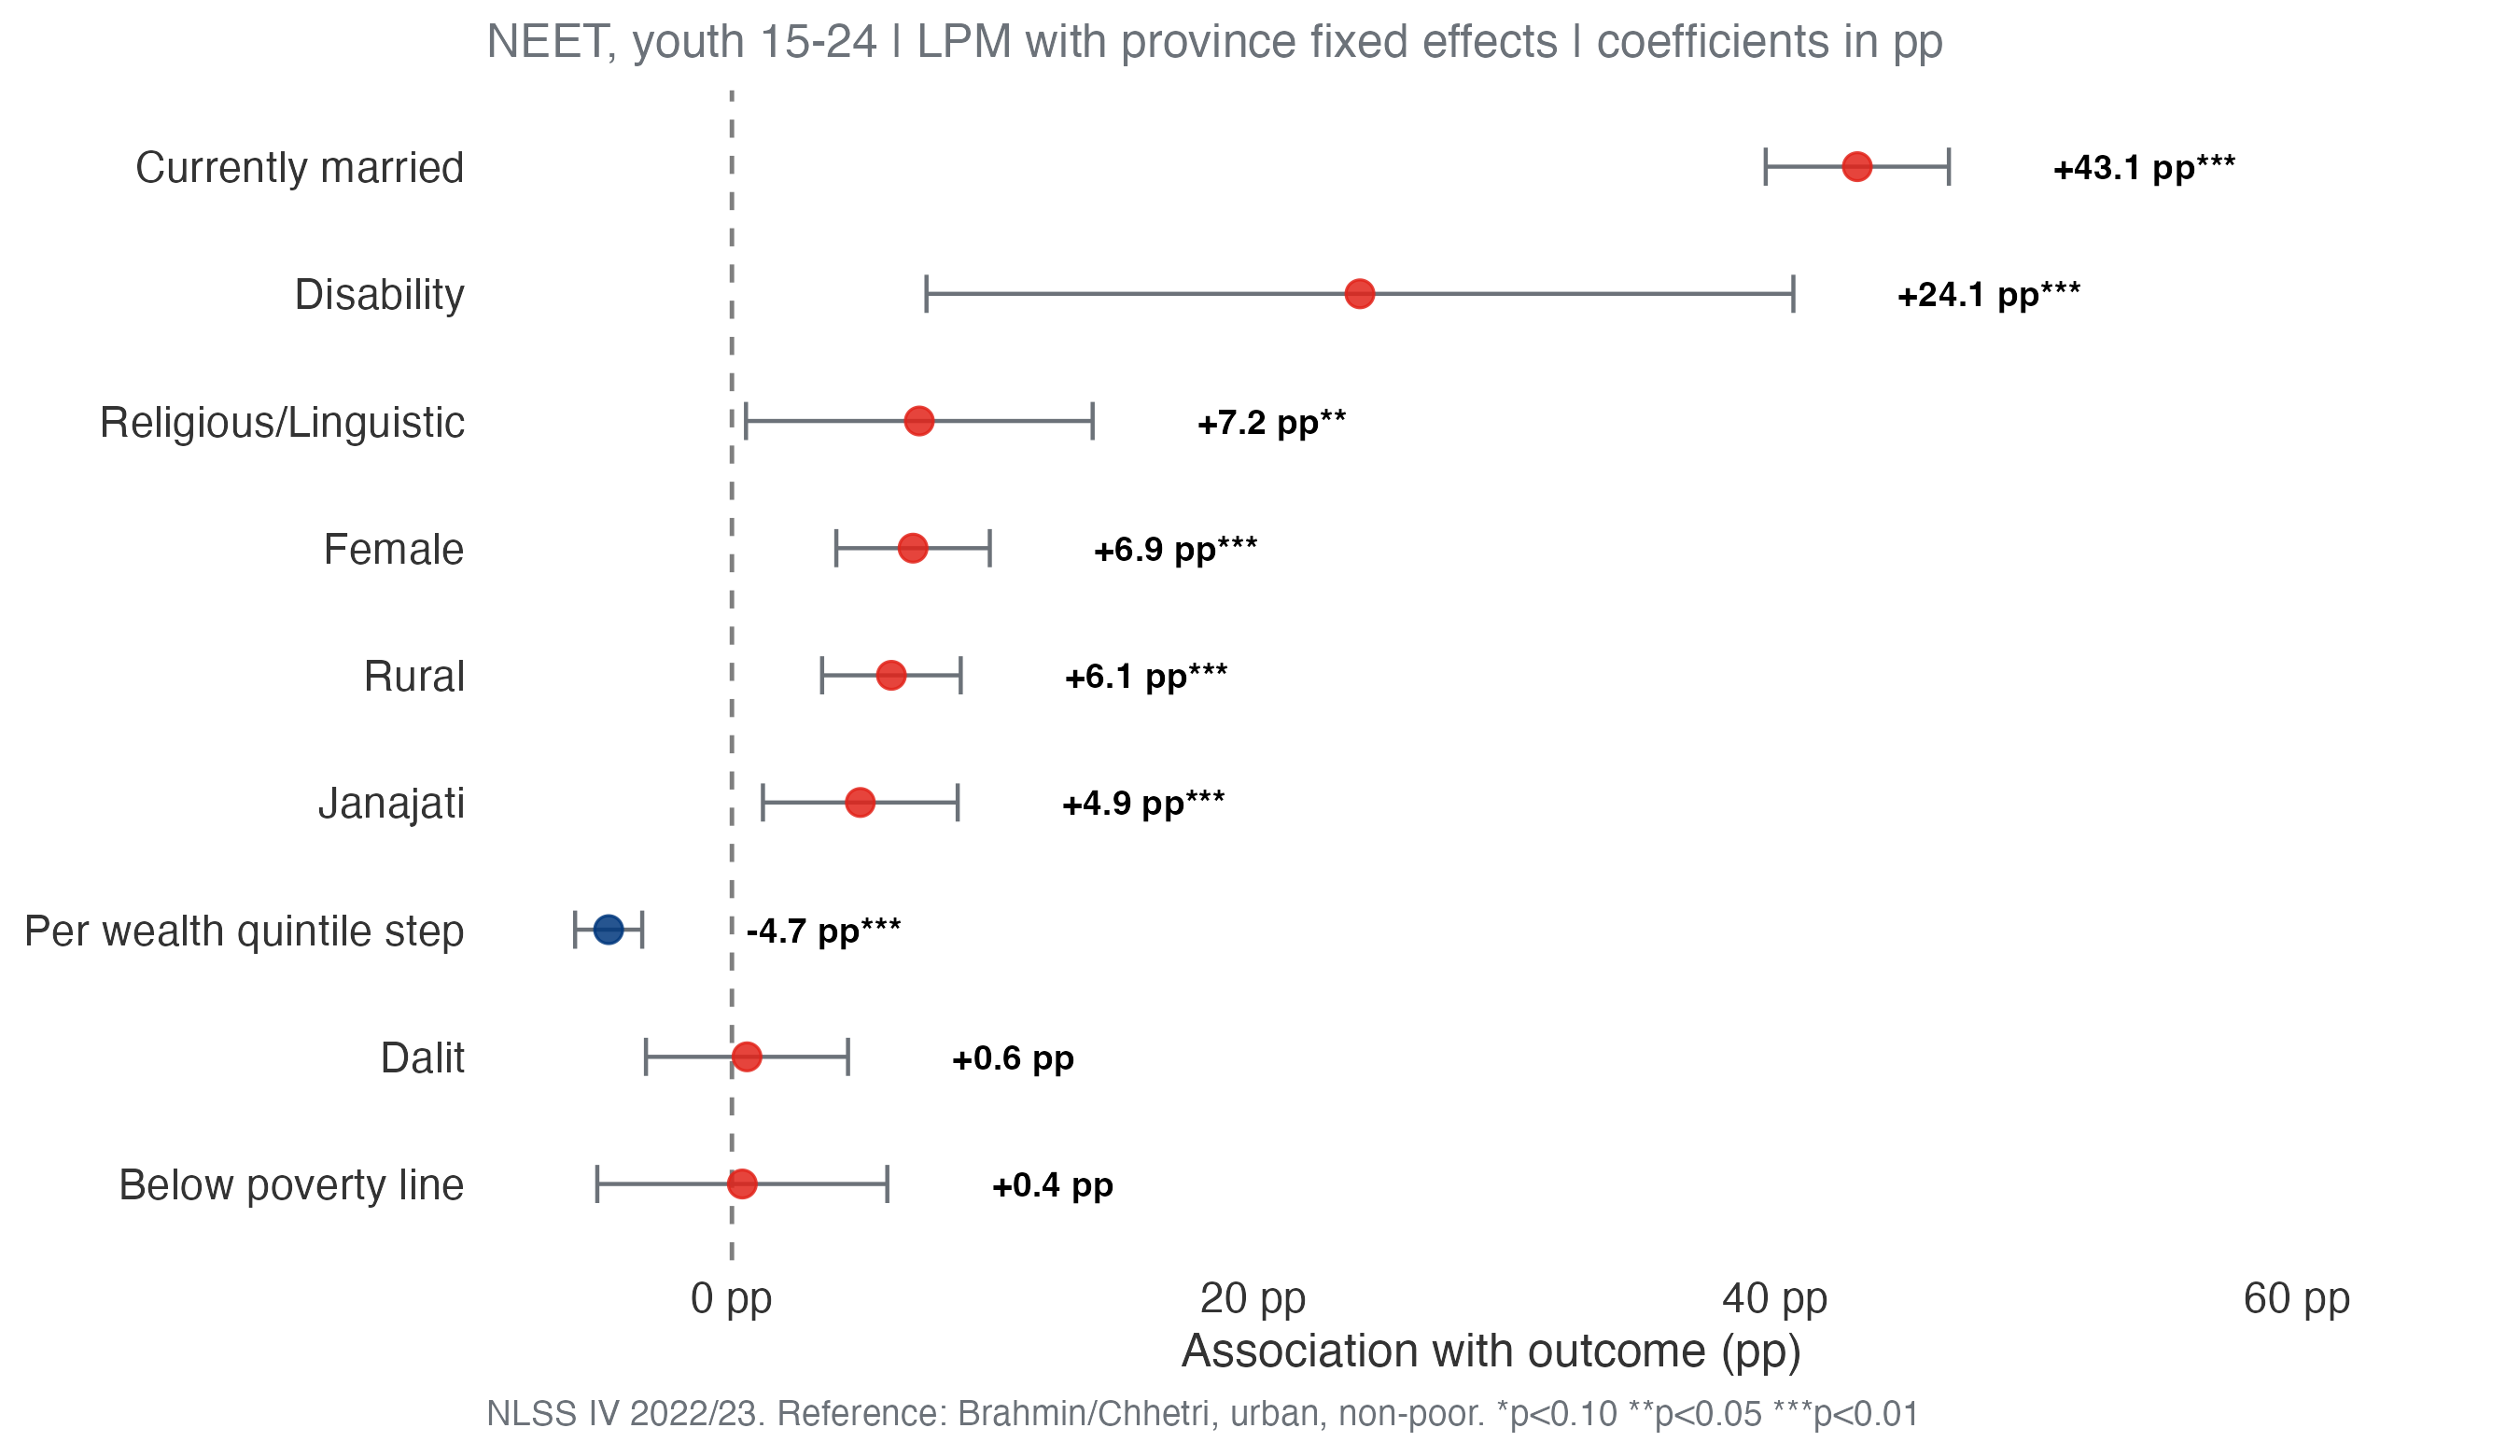 NEET, youth 15-24 | LPM with province fixed effects | coefficients in pp
Currently married +43.1 pp***
Disability +24.1 pp***
Religious/Linguistic +7.2 pp**
Female +6.9 pp***
Rural +6.1 pp***
Janajati +4.9 pp***
Per wealth quintile step -4.7 pp***
Dalit +0.6 pp
Below poverty line +0.4 pp
0 pp 20 pp 40 pp 60 pp
Association with outcome (pp)
NLSS IV 2022/23. Reference: Brahmin/Chhetri, urban, non-poor. *p<0.10 **p<0.05 ***p<0.01